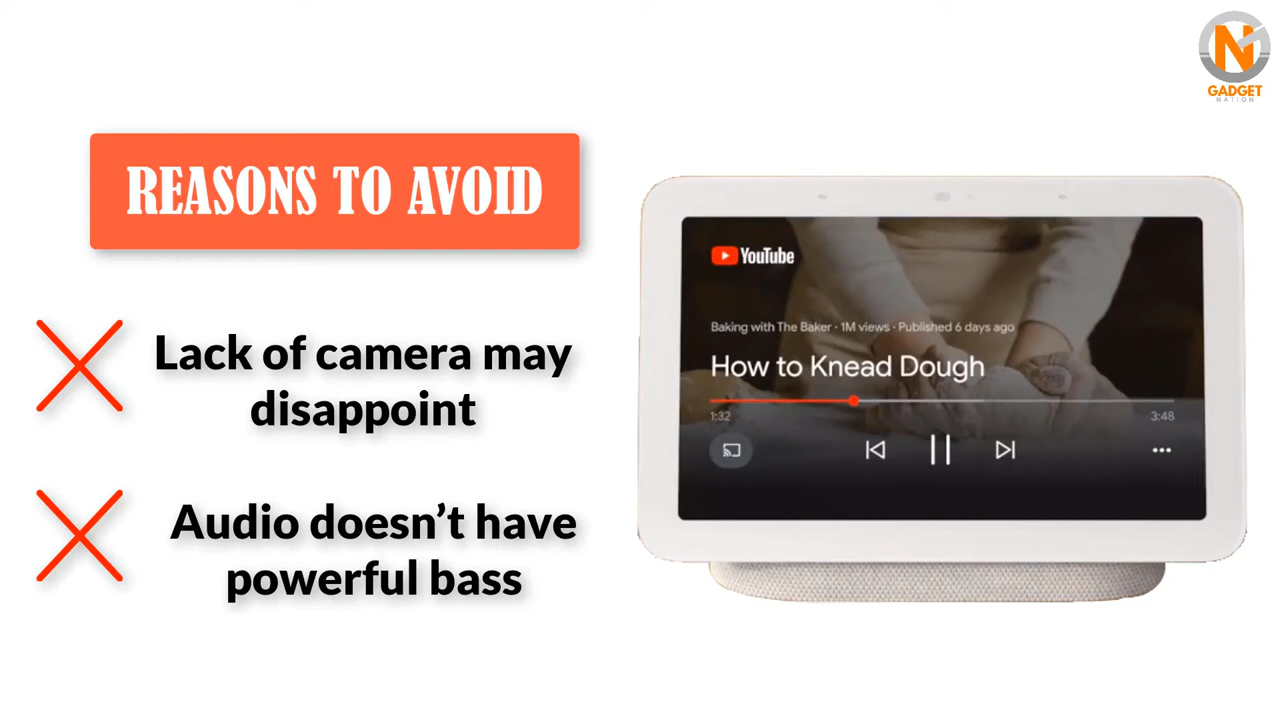 N
GADGET
NATION
REASONS TO AVOID
Lack of camera may
disappoint
Audio doesn’t have
powerful bass
YouTube
Baking with The Baker · 1M views · Published 6 days ago
How to Knead Dough
1:32
3:48